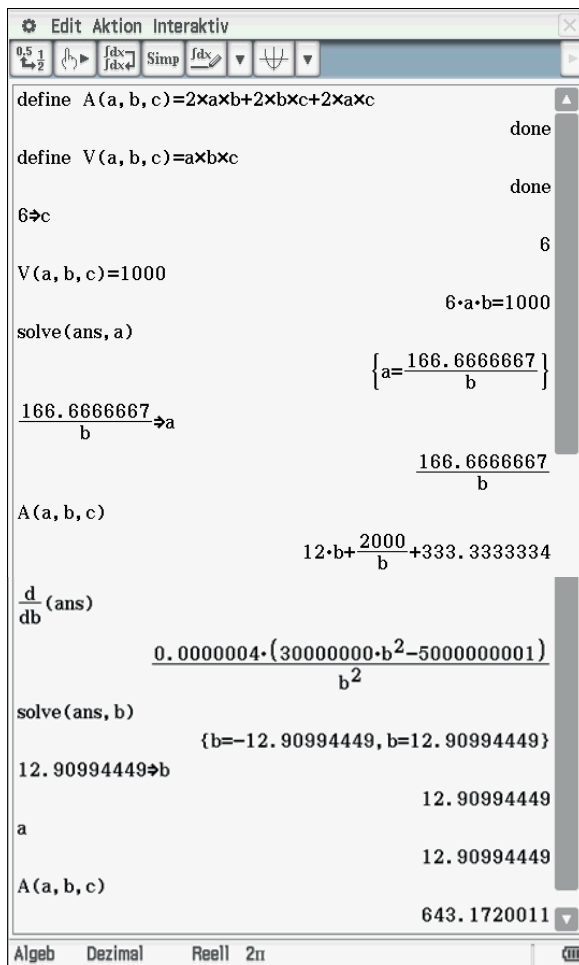 Edit Aktion Interaktiv
0.5 1/2 ∫dx ∫dx Simp ∫dx
define A(a,b,c)=2×a×b+2×b×c+2×a×c
done
define V(a,b,c)=a×b×c
done
6⇒c
6
V(a,b,c)=1000
6·a·b=1000
solve(ans,a)
{a=166.6666667/b}
166.6666667/b⇒a
166.6666667/b
A(a,b,c)
12·b+2000/b+333.3333334
d/db(ans)
0.0000004·(30000000·b²−5000000001)/b²
solve(ans,b)
{b=−12.90994449,b=12.90994449}
12.90994449⇒b
12.90994449
a
12.90994449
A(a,b,c)
643.1720011
Algeb Dezimal Reell 2π